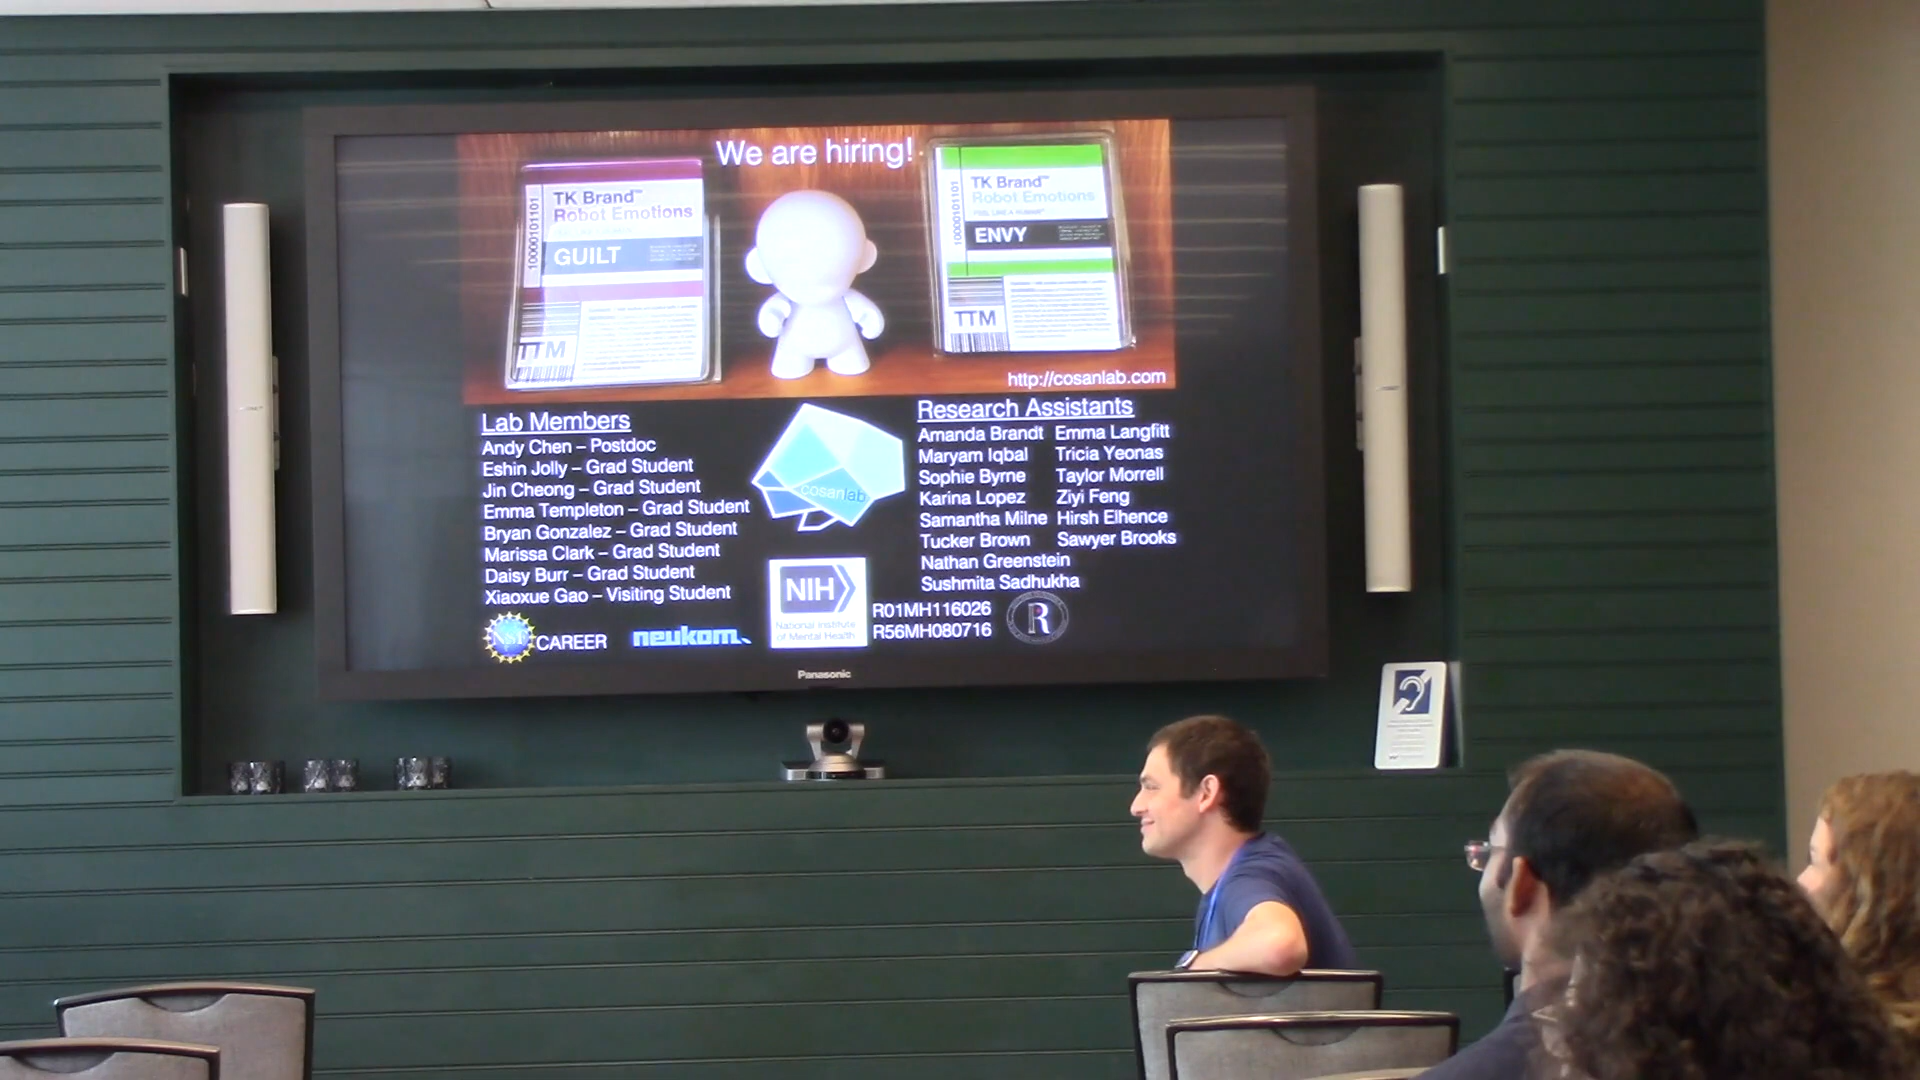 We are hiring!
10000101101
TK Brand™
Robot Emotions
GUILT
TTM
10000101101
TK Brand™
Robot Emotions
FEEL LIKE A HUMAN
ENVY
TTM
http://cosanlab.com
Lab Members
Andy Chen – Postdoc
Eshin Jolly – Grad Student
Jin Cheong – Grad Student
Emma Templeton – Grad Student
Bryan Gonzalez – Grad Student
Marissa Clark – Grad Student
Daisy Burr – Grad Student
Xiaoxue Gao – Visiting Student
cosanlab
Research Assistants
Amanda Brandt Emma Langfitt
Maryam Iqbal Tricia Yeonas
Sophie Byrne Taylor Morrell
Karina Lopez Ziyi Feng
Samantha Milne Hirsh Elhence
Tucker Brown Sawyer Brooks
Nathan Greenstein
Sushmita Sadhukha
NSF CAREER
neukom
NIH
National Institute
of Mental Health
R01MH116026
R56MH080716
R
Panasonic